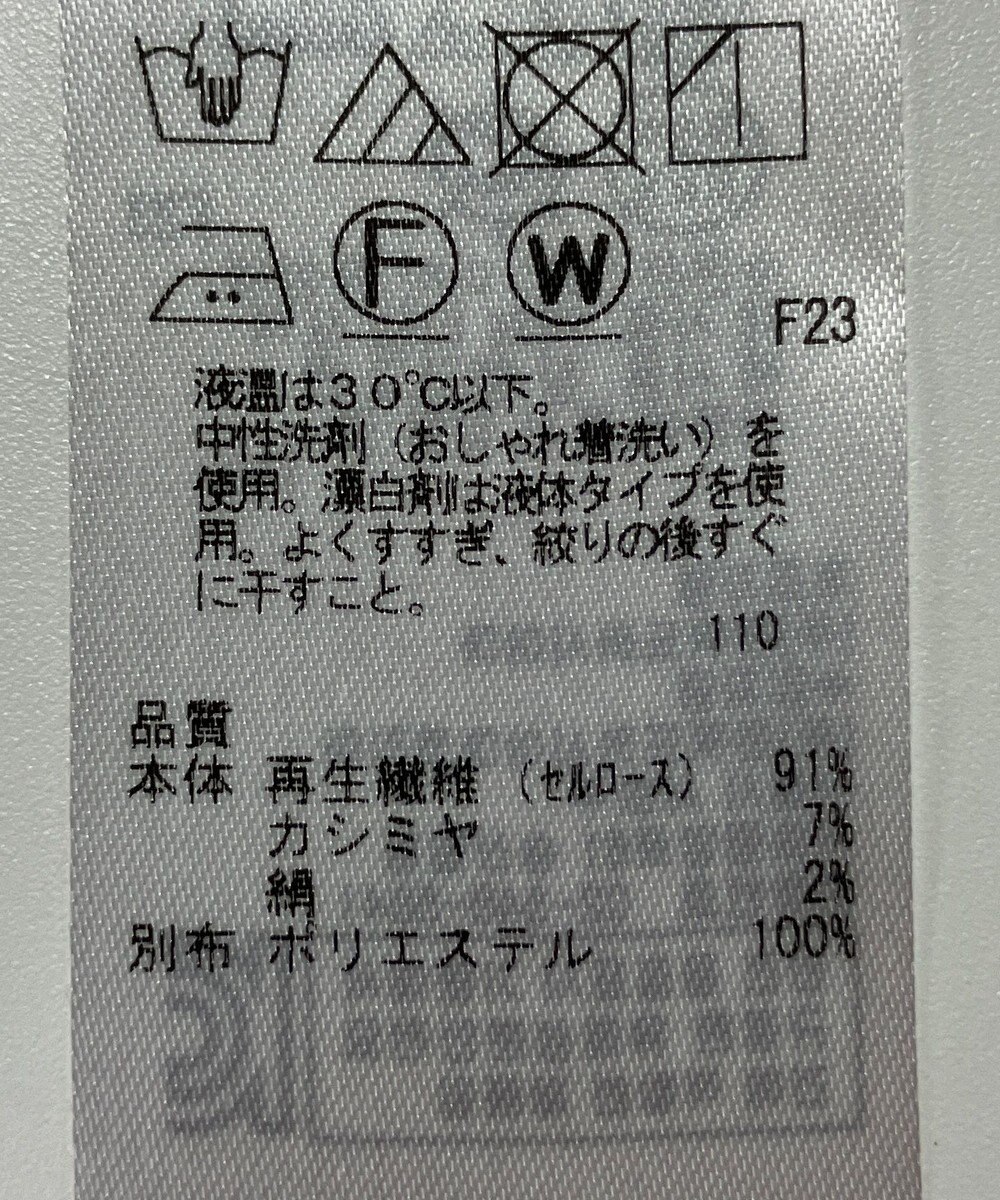 F W
F23
液温は30℃以下。
中性洗剤（おしゃれ着洗い）を
使用。漂白剤は液体タイプを使
用。よくすすぎ、絞りの後すぐ
に干すこと。
110
品質
本体 再生繊維（セルロース） 91%
カシミヤ 7%
絹 2%
別布 ポリエステル 100%